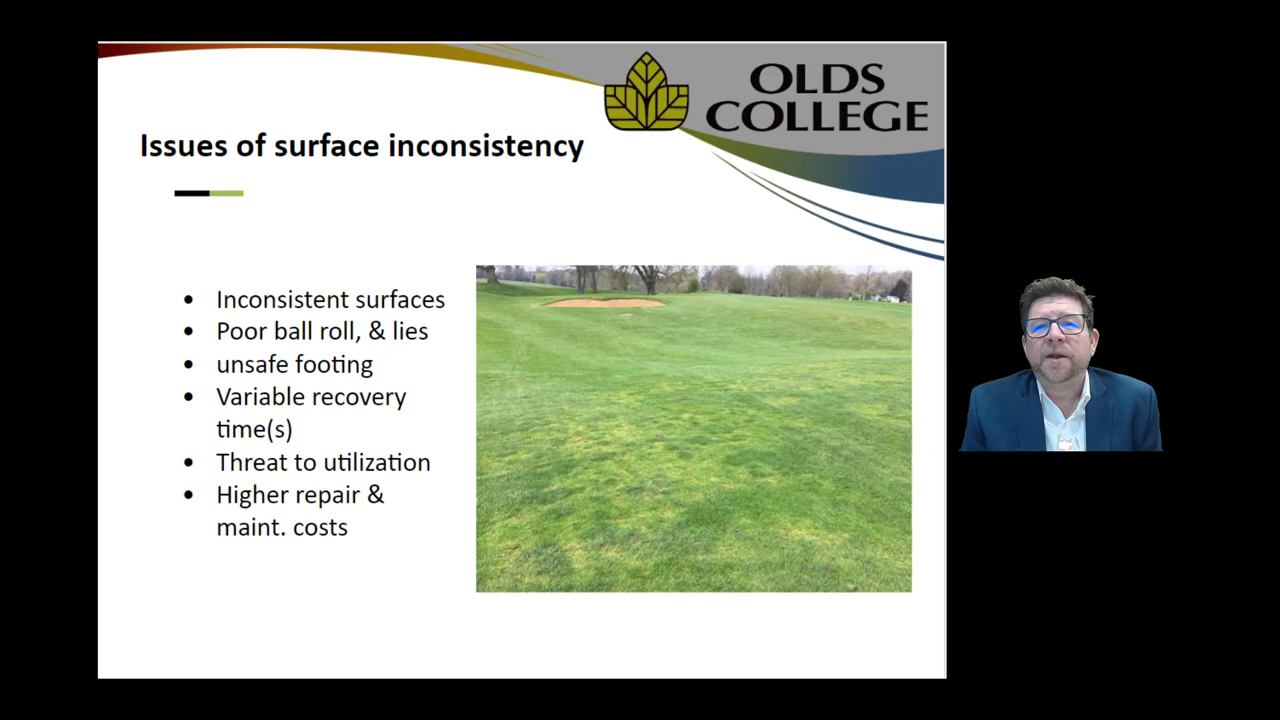 OLDS
COLLEGE
Issues of surface inconsistency
• Inconsistent surfaces
• Poor ball roll, & lies
• unsafe footing
• Variable recovery
time(s)
• Threat to utilization
• Higher repair &
maint. costs